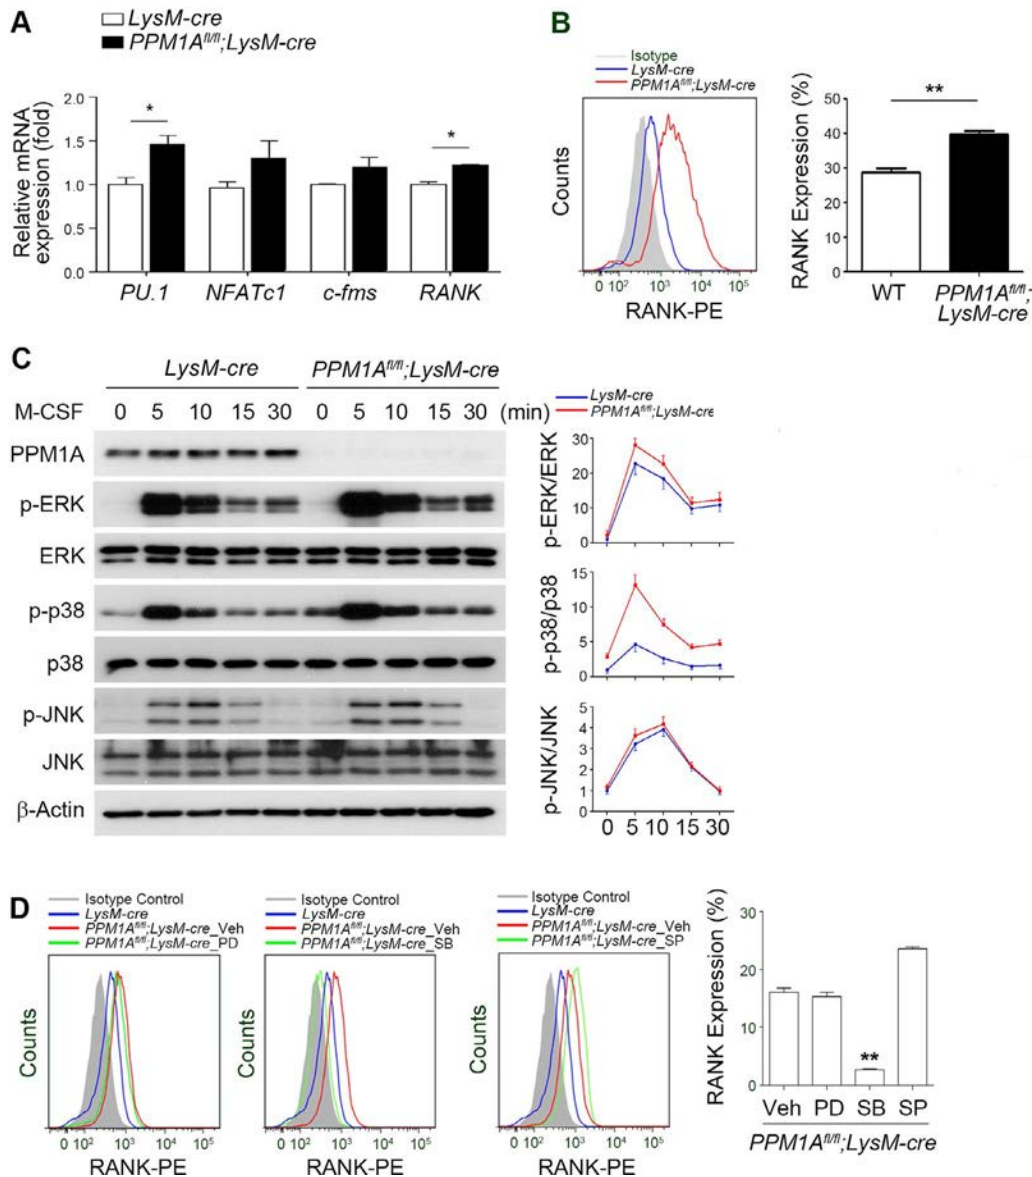 A
LysM-cre
PPM1Afl/fl;LysM-cre
Relative mRNA
expression (fold)
2.0
1.5
1.0
0.5
0.0
*
*
PU.1 NFATc1 c-fms RANK
B
Isotype
LysM-cre
PPM1Afl/fl;LysM-cre
Counts
0 10² 10³ 10⁴ 10⁵
RANK-PE
RANK Expression (%)
50
40
30
20
10
0
**
WT PPM1Afl/fl;
LysM-cre
C
LysM-cre PPM1Afl/fl;LysM-cre
M-CSF 0 5 10 15 30 0 5 10 15 30 (min)
PPM1A
p-ERK
ERK
p-p38
p38
p-JNK
JNK
β-Actin
LysM-cre
PPM1Afl/fl;LysM-cre
p-ERK/ERK
30
20
10
0
p-p38/p38
15
10
5
0
p-JNK/JNK
5
4
3
2
1
0
0 5 10 15 30
D
Isotype Control
LysM-cre
PPM1Afl/fl;LysM-cre_Veh
PPM1Afl/fl;LysM-cre_PD
Counts
0 10² 10³ 10⁴ 10⁵
RANK-PE
Isotype Control
LysM-cre
PPM1Afl/fl;LysM-cre_Veh
PPM1Afl/fl;LysM-cre_SB
Counts
0 10² 10³ 10⁴ 10⁵
RANK-PE
Isotype Control
LysM-cre
PPM1Afl/fl;LysM-cre_Veh
PPM1Afl/fl;LysM-cre_SP
Counts
0 10² 10³ 10⁴ 10⁵
RANK-PE
RANK Expression (%)
30
20
10
0
**
Veh PD SB SP
PPM1Afl/fl;LysM-cre